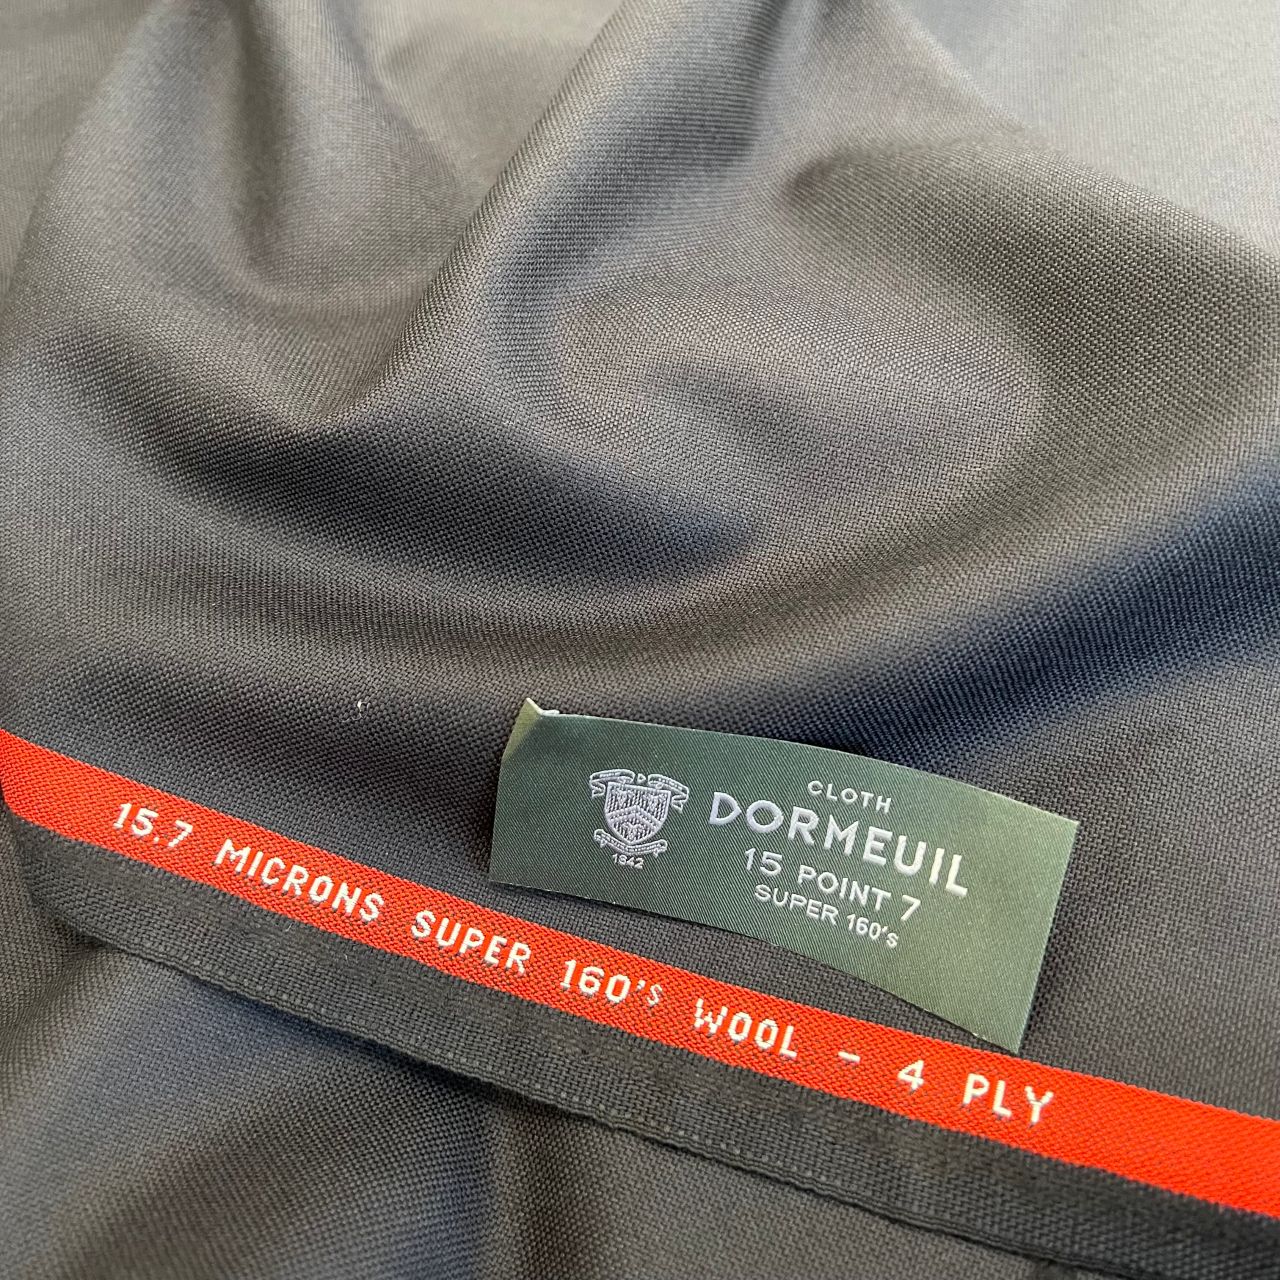 CLOTH
DORMEUIL
15 POINT 7
SUPER 160's
D
1842
15.7 MICRONS SUPER 160's WOOL - 4 PLY